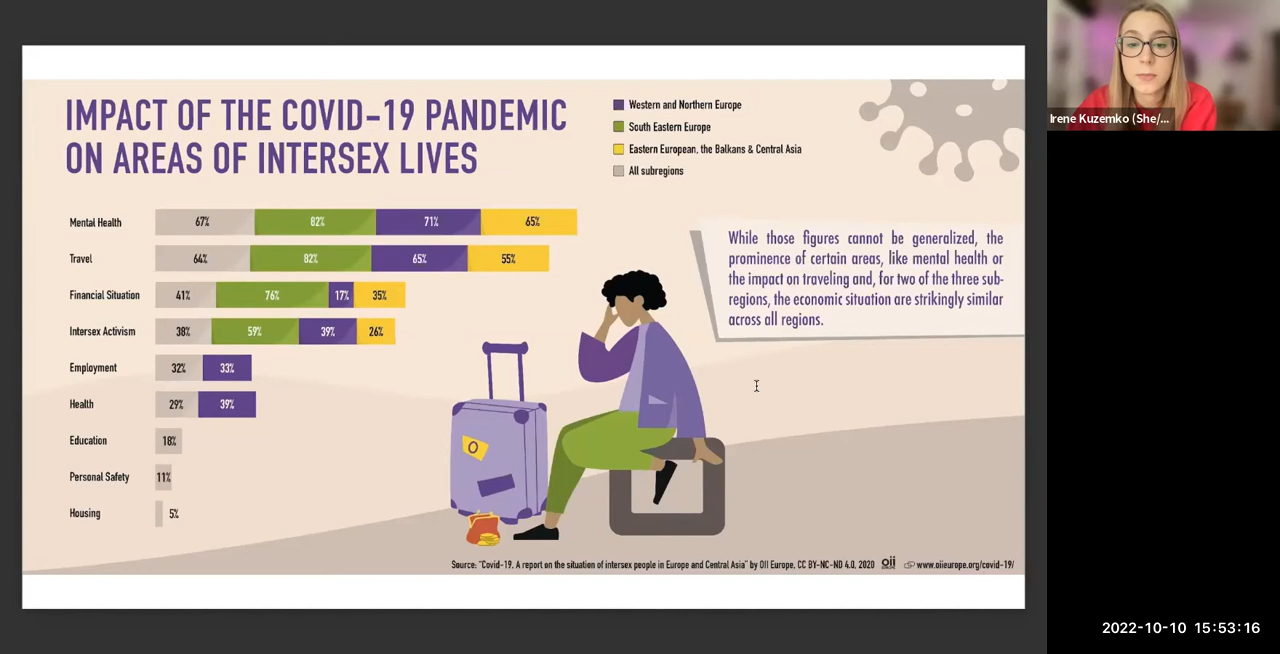 IMPACT OF THE COVID-19 PANDEMIC
ON AREAS OF INTERSEX LIVES
Western and Northern Europe
South Eastern Europe
Eastern European, the Balkans & Central Asia
All subregions
Mental Health 67% 82% 71% 65%
Travel 64% 82% 65% 55%
Financial Situation 41% 76% 17% 35%
Intersex Activism 38% 59% 39% 26%
Employment 32% 33%
Health 29% 39%
Education 18%
Personal Safety 11%
Housing 5%
While those figures cannot be generalized, the
prominence of certain areas, like mental health or
the impact on traveling and, for two of the three sub-
regions, the economic situation are strikingly similar
across all regions.
Source: "Covid-19. A report on the situation of intersex people in Europe and Central Asia" by OII Europe, CC BY-NC-ND 4.0, 2020 oii www.oiieurope.org/covid-19/
Irene Kuzemko (She/...
2022-10-10 15:53:16